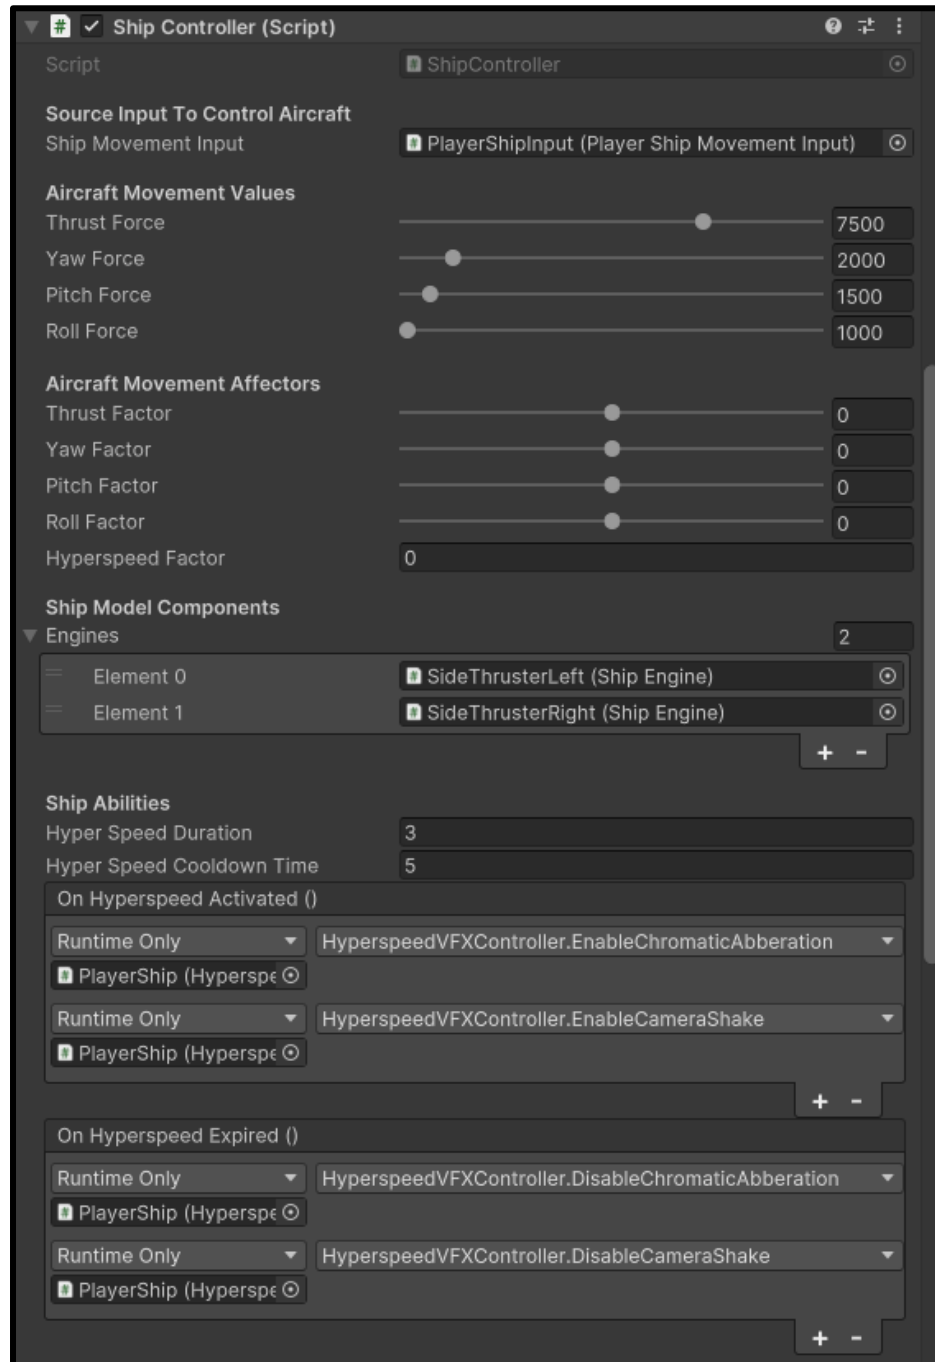 Ship Controller (Script)
Script ShipController
Source Input To Control Aircraft
Ship Movement Input PlayerShipInput (Player Ship Movement Input)
Aircraft Movement Values
Thrust Force 7500
Yaw Force 2000
Pitch Force 1500
Roll Force 1000
Aircraft Movement Affectors
Thrust Factor 0
Yaw Factor 0
Pitch Factor 0
Roll Factor 0
Hyperspeed Factor 0
Ship Model Components
Engines 2
Element 0 SideThrusterLeft (Ship Engine)
Element 1 SideThrusterRight (Ship Engine)
+ -
Ship Abilities
Hyper Speed Duration 3
Hyper Speed Cooldown Time 5
On Hyperspeed Activated ()
Runtime Only HyperspeedVFXController.EnableChromaticAbberation
PlayerShip (Hyperspe
Runtime Only HyperspeedVFXController.EnableCameraShake
PlayerShip (Hyperspe
+ -
On Hyperspeed Expired ()
Runtime Only HyperspeedVFXController.DisableChromaticAbberation
PlayerShip (Hyperspe
Runtime Only HyperspeedVFXController.DisableCameraShake
PlayerShip (Hyperspe
+ -